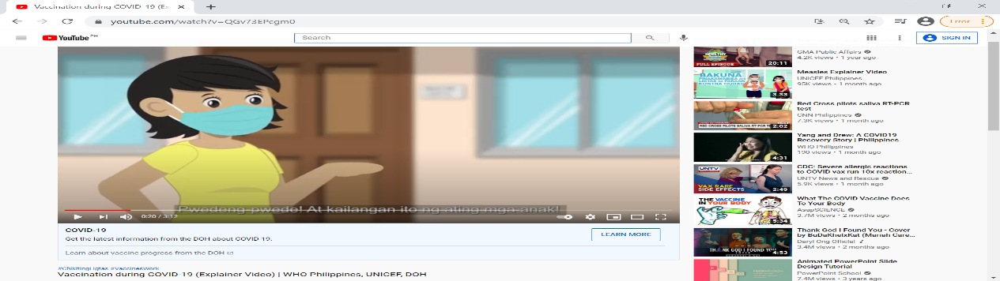 Vaccination during COVID-19 (Ex
youtube.com/watch?v=QGv73EPcgm0
Error
YouTube PH
Search
SIGN IN
Pwedeng-pwede! At kailangan ito ng ating mga anak!
0:20 / 3:12
COVID-19
Get the latest information from the DOH about COVID-19.
LEARN MORE
Learn about vaccine progress from the DOH
#ChikitingLigtas #VaccinesWork
Vaccination during COVID-19 (Explainer Video) | WHO Philippines, UNICEF, DOH
FULL EPISODE
20:11
GMA Public Affairs
4.2K views • 1 year ago
BAKUNA
3:33
Measles Explainer Video
UNICEF Philippines
95K views • 1 month ago
RED CROSS PILOTS SALIVA RT-PCR T
2:02
Red Cross pilots saliva RT-PCR
test
CNN Philippines
7.3K views • 1 month ago
4:31
Yang and Drew: A COVID19
Recovery Story | Philippines
WHO Philippines
190 views • 1 month ago
UNTV
VAX RARE
SIDE EFFECTS
2:49
CDC: Severe allergic reactions
to COVID vax run 10x reaction...
UNTV News and Rescue
5.9K views • 1 month ago
THE VACCINE
IN YOUR BODY
5:34
What The COVID Vaccine Does
To Your Body
AsapSCIENCE
3.7M views • 2 months ago
THANK GOD I FOUND YOU
4:53
Thank God I Found You - Cover
by BuDaKhelxKat (Mariah Care...
Daryl Ong Official
3.4M views • 2 months ago
Animated PowerPoint Slide
Design Tutorial
PowerPoint School
7.4M views • 3 years ago